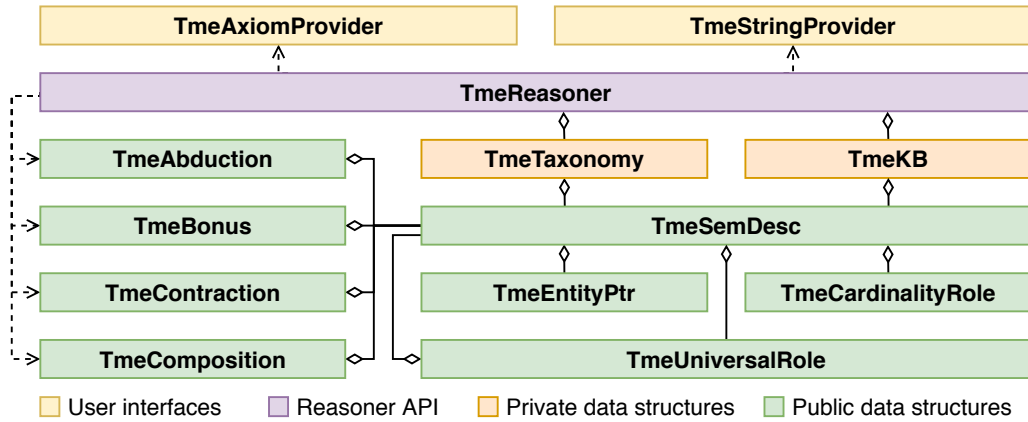 TmeAxiomProvider
TmeStringProvider
TmeReasoner
TmeAbduction
TmeTaxonomy
TmeKB
TmeBonus
TmeSemDesc
TmeContraction
TmeEntityPtr
TmeCardinalityRole
TmeComposition
TmeUniversalRole
User interfaces
Reasoner API
Private data structures
Public data structures